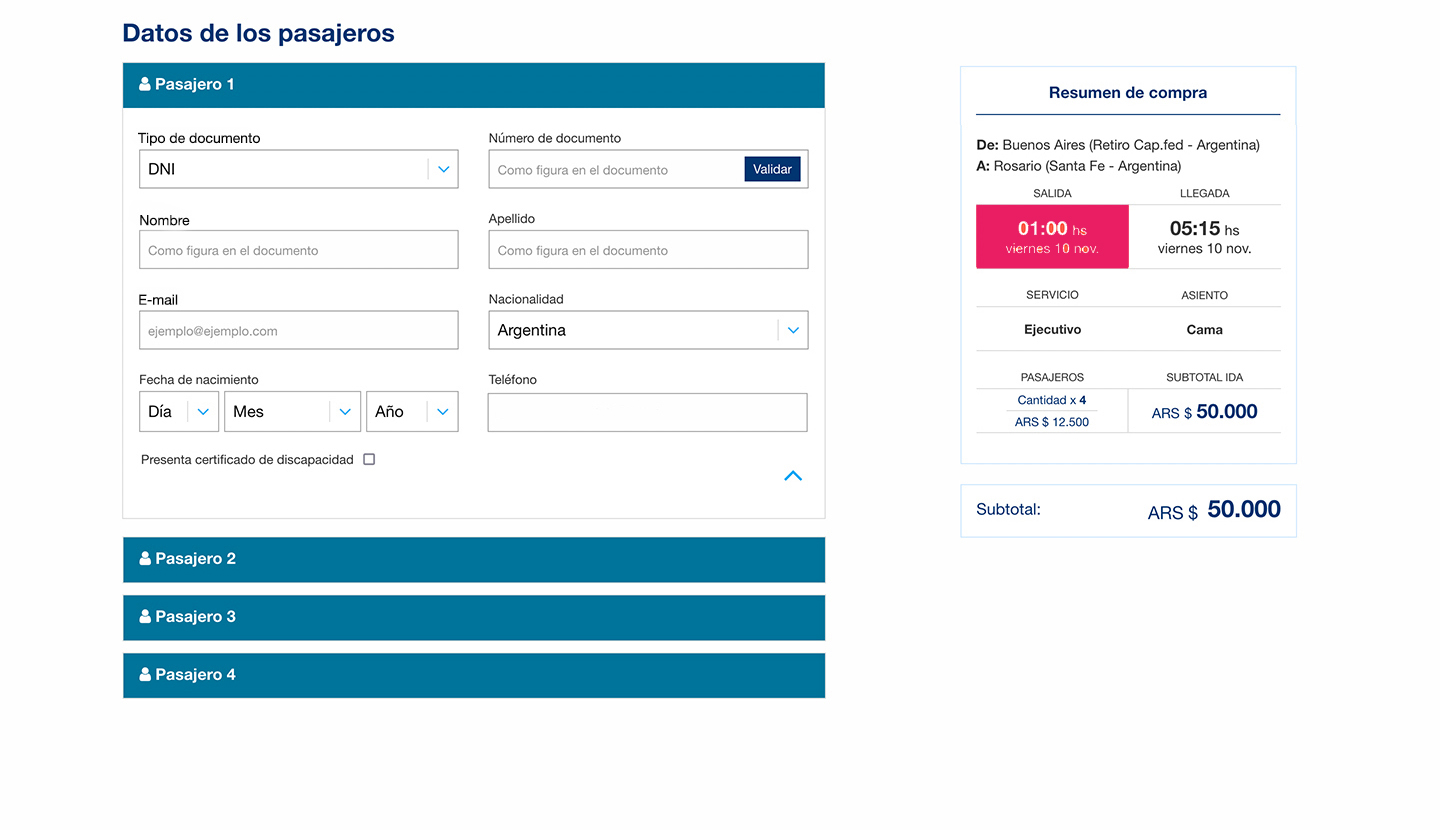 Datos de los pasajeros
Pasajero 1
Tipo de documento
Número de documento
DNI
Como figura en el documento
Validar
Nombre
Apellido
Como figura en el documento
Como figura en el documento
E-mail
Nacionalidad
ejemplo@ejemplo.com
Argentina
Fecha de nacimiento
Teléfono
Día
Mes
Año
Presenta certificado de discapacidad
Pasajero 2
Pasajero 3
Pasajero 4
Resumen de compra
De: Buenos Aires (Retiro Cap.fed - Argentina)
A: Rosario (Santa Fe - Argentina)
SALIDA
LLEGADA
01:00 hs
viernes 10 nov.
05:15 hs
viernes 10 nov.
SERVICIO
ASIENTO
Ejecutivo
Cama
PASAJEROS
SUBTOTAL IDA
Cantidad x 4
ARS $ 12.500
ARS $ 50.000
Subtotal:
ARS $ 50.000